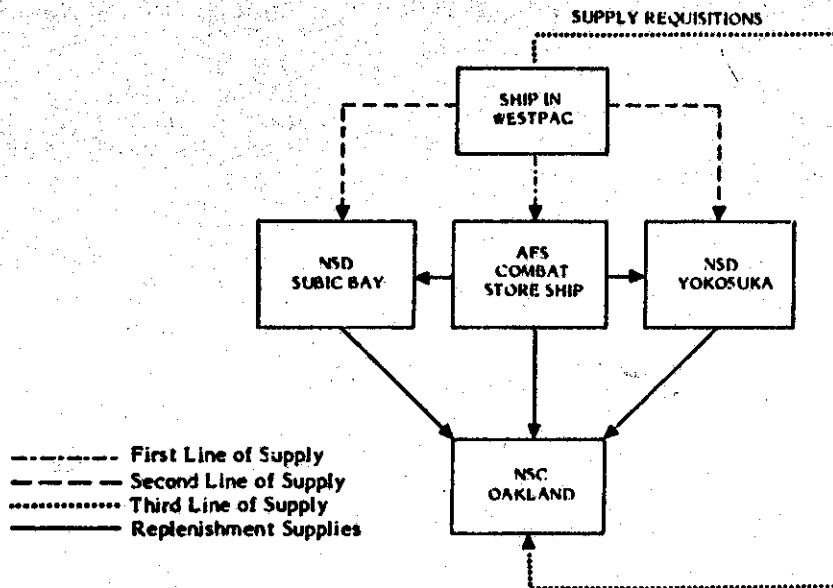 SUPPLY REQUISITIONS
SHIP IN
WESTPAC
NSD
SUBIC BAY
AFS
COMBAT
STORE SHIP
NSD
YOKOSUKA
NSC
OAKLAND
First Line of Supply
Second Line of Supply
Third Line of Supply
Replenishment Supplies